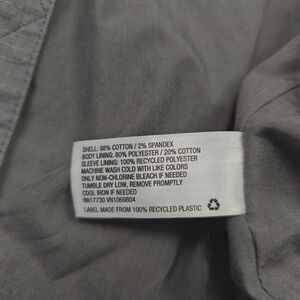 SHELL: 98% COTTON / 2% SPANDEX
BODY LINING: 80% POLYESTER / 20% COTTON
SLEEVE LINING: 100% RECYCLED POLYESTER
MACHINE WASH COLD WITH LIKE COLORS
ONLY NON-CHLORINE BLEACH IF NEEDED
TUMBLE DRY LOW, REMOVE PROMPTLY
COOL IRON IF NEEDED
RN17730 VN1069804
LABEL MADE FROM 100% RECYCLED PLASTIC